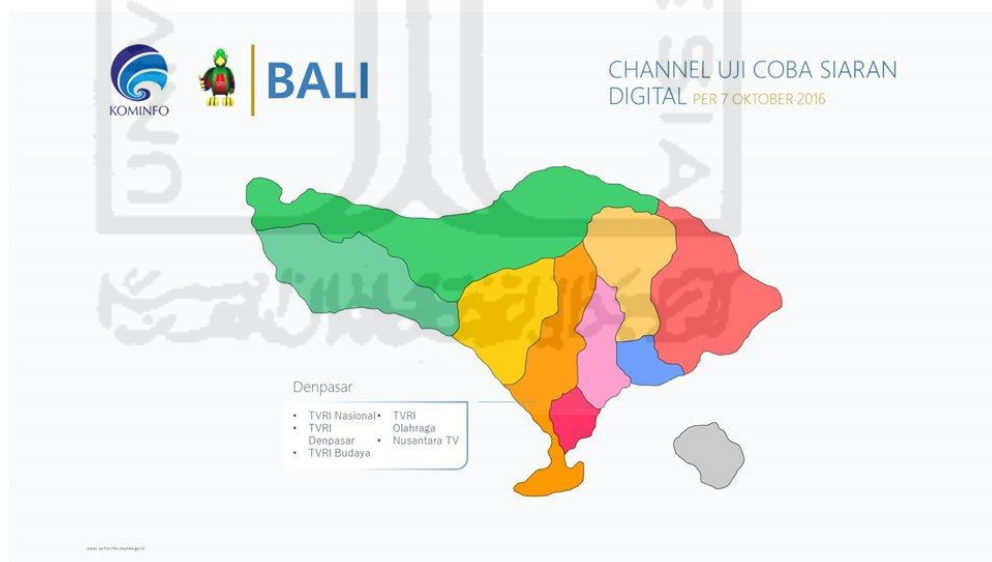 KOMINFO
BALI
CHANNEL UJI COBA SIARAN
DIGITAL PER 7 OKTOBER 2016
Denpasar
• TVRI Nasional
• TVRI
Denpasar
• TVRI Budaya
• TVRI
Olahraga
• Nusantara TV